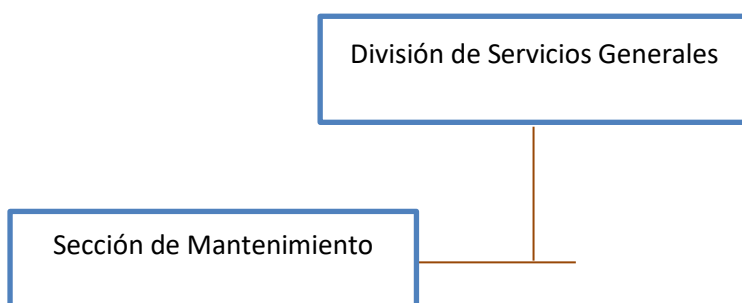 División de Servicios Generales
Sección de Mantenimiento